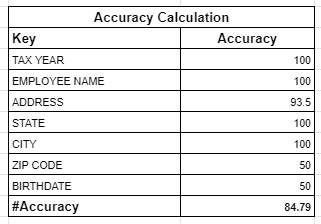 Accuracy Calculation
Key Accuracy
TAX YEAR 100
EMPLOYEE NAME 100
ADDRESS 93.5
STATE 100
CITY 100
ZIP CODE 50
BIRTHDATE 50
#Accuracy 84.79